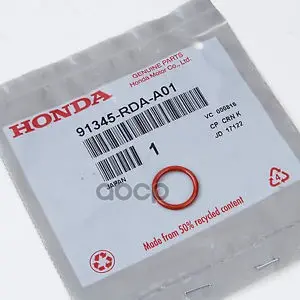 GENUINE PARTS
Honda Motor Co., Ltd.
HONDA
91345-RDA-A01
VC 000816
CP CRN K
JD 17122
1
JAPAN
Made from 50% recycled content